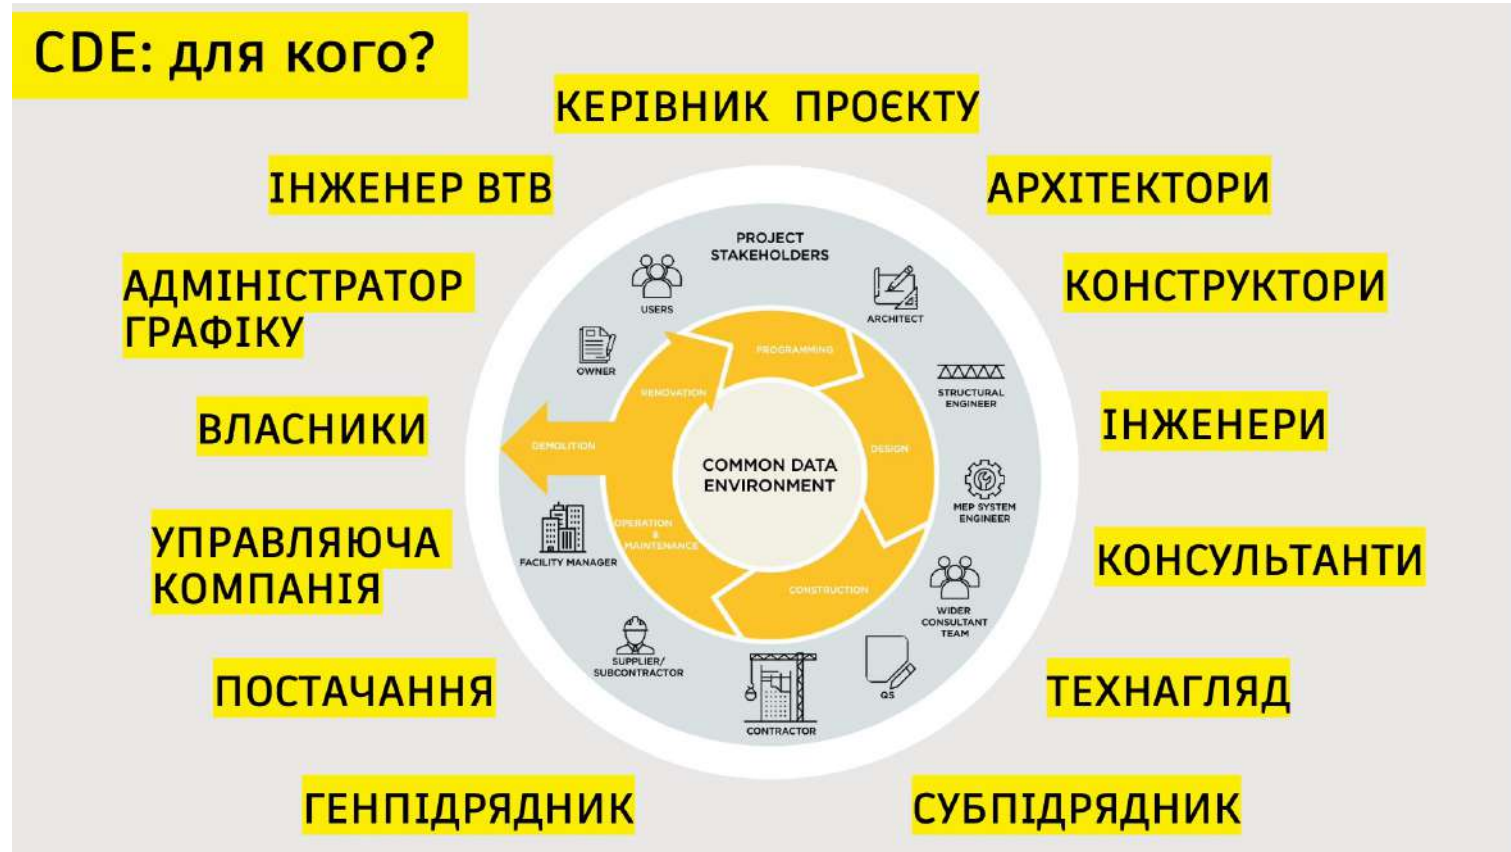 CDE: для кого?
КЕРІВНИК ПРОЄКТУ
ІНЖЕНЕР ВТВ
АРХІТЕКТОРИ
АДМІНІСТРАТОР
ГРАФІКУ
КОНСТРУКТОРИ
ВЛАСНИКИ
ІНЖЕНЕРИ
УПРАВЛЯЮЧА
КОМПАНІЯ
КОНСУЛЬТАНТИ
ПОСТАЧАННЯ
ТЕХНАГЛЯД
ГЕНПІДРЯДНИК
СУБПІДРЯДНИК
PROJECT
STAKEHOLDERS
USERS
ARCHITECT
OWNER
STRUCTURAL
ENGINEER
MEP SYSTEM
ENGINEER
FACILITY MANAGER
WIDER
CONSULTANT
TEAM
SUPPLIER/
SUBCONTRACTOR
QS
CONTRACTOR
PROGRAMMING
RENOVATION
DEMOLITION
DESIGN
OPERATION
&
MAINTENANCE
CONSTRUCTION
COMMON DATA
ENVIRONMENT